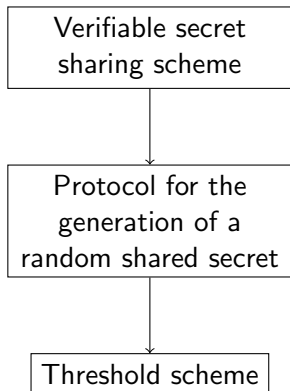 Verifiable secret
sharing scheme
Protocol for the
generation of a
random shared secret
Threshold scheme